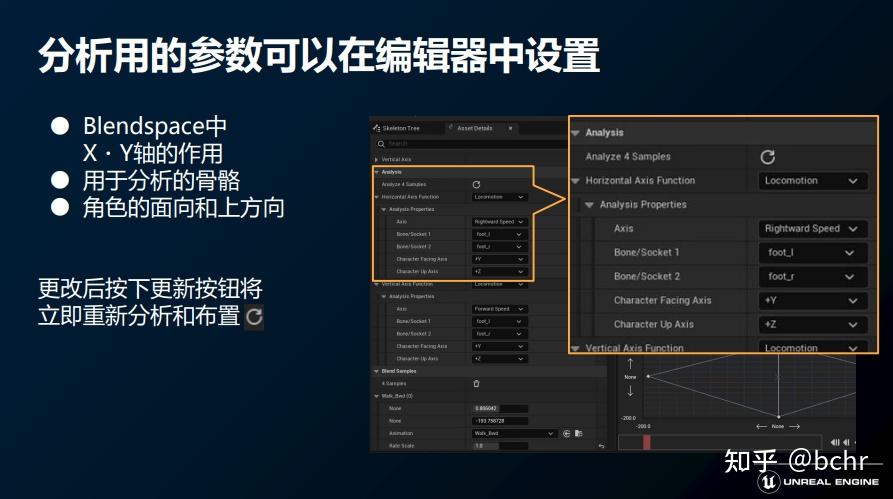 分析用的参数可以在编辑器中设置
● Blendspace中
X・Y轴的作用
● 用于分析的骨骼
● 角色的面向和上方向
更改后按下更新按钮将
立即重新分析和布置
Skeleton Tree
Asset Details
Search
Vertical Axis
Analysis
Analyze 4 Samples
Horizontal Axis Function Locomotion
Analysis Properties
Axis Rightward Speed
Bone/Socket 1 foot_l
Bone/Socket 2 foot_r
Character Facing Axis +Y
Character Up Axis +Z
Vertical Axis Function Locomotion
Analysis Properties
Axis Forward Speed
Bone/Socket 1 foot_l
Bone/Socket 2 foot_r
Character Facing Axis +Y
Character Up Axis +Z
Blend Samples
4 Samples
Walk_Bwd (0)
None 0.805042
None -193.758728
Animation Walk_Bwd
Rate Scale 1.0
Analysis
Analyze 4 Samples
Horizontal Axis Function Locomotion
Analysis Properties
Axis Rightward Speed
Bone/Socket 1 foot_l
Bone/Socket 2 foot_r
Character Facing Axis +Y
Character Up Axis +Z
Vertical Axis Function Locomotion
None
-200.0
-200.0
None
知乎 @bchr
UNREAL ENGINE